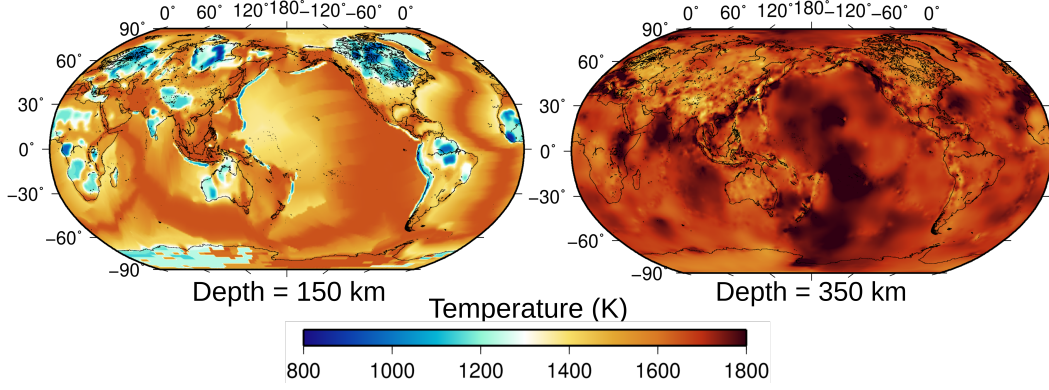 0° 60° 120° 180° −120° −60° 0° 0° 60° 120° 180° −120° −60° 0°
90° 90°
60° 60°
30° 30°
0° 0°
−30° −30°
−60° −60°
−90° −90°
Depth = 150 km Depth = 350 km
Temperature (K)
800 1000 1200 1400 1600 1800